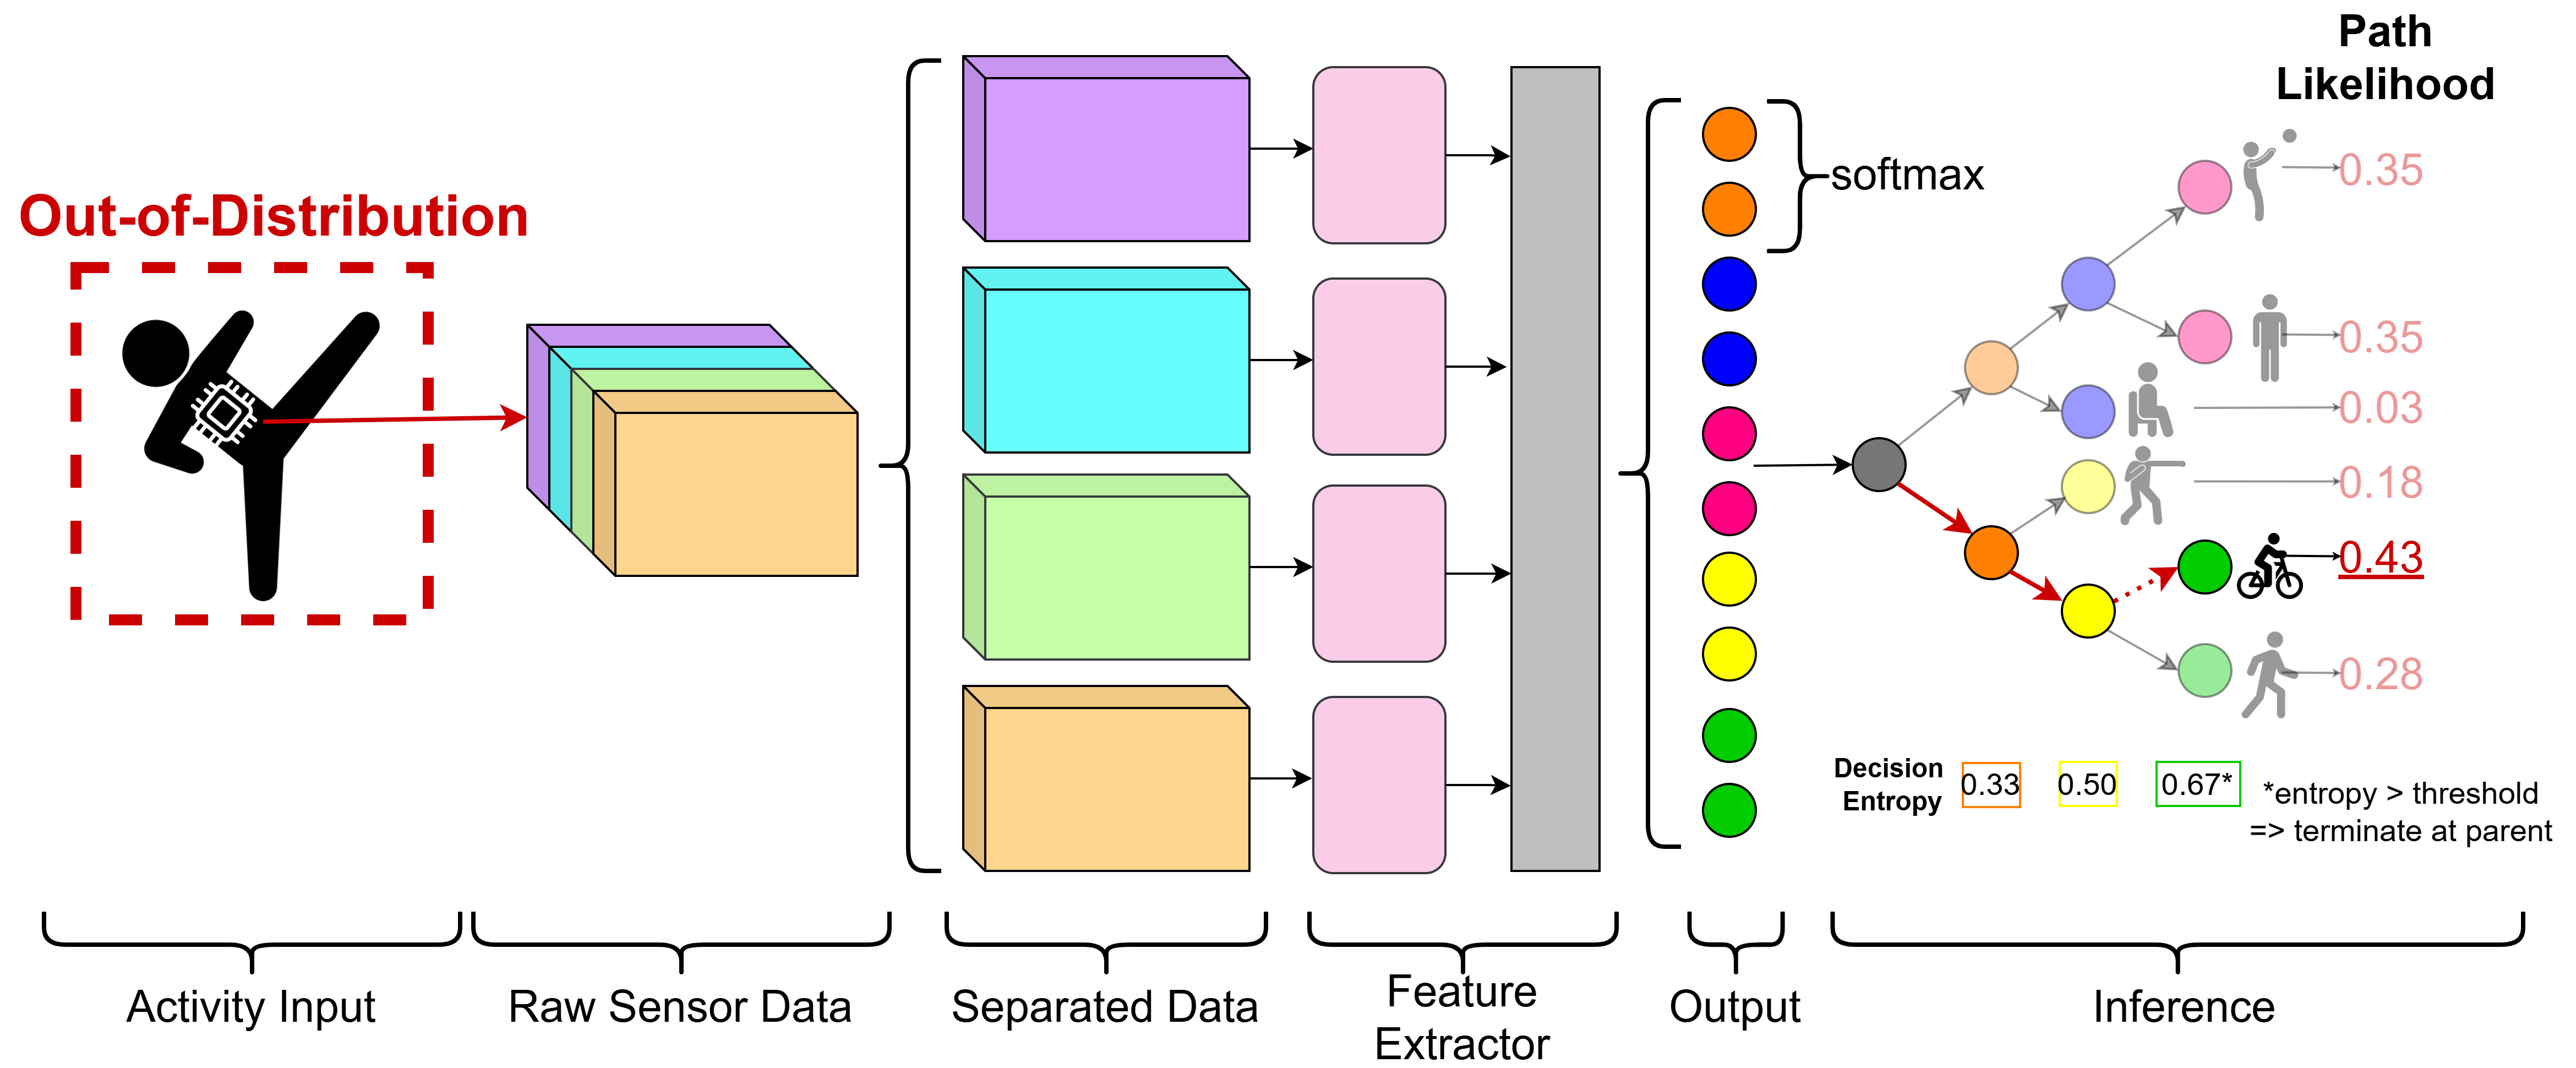 Path
Likelihood
Out-of-Distribution
softmax
0.35
0.35
0.03
0.18
0.43
0.28
Decision
Entropy
0.33
0.50
0.67*
*entropy > threshold
=> terminate at parent
Activity Input
Raw Sensor Data
Separated Data
Feature
Extractor
Output
Inference